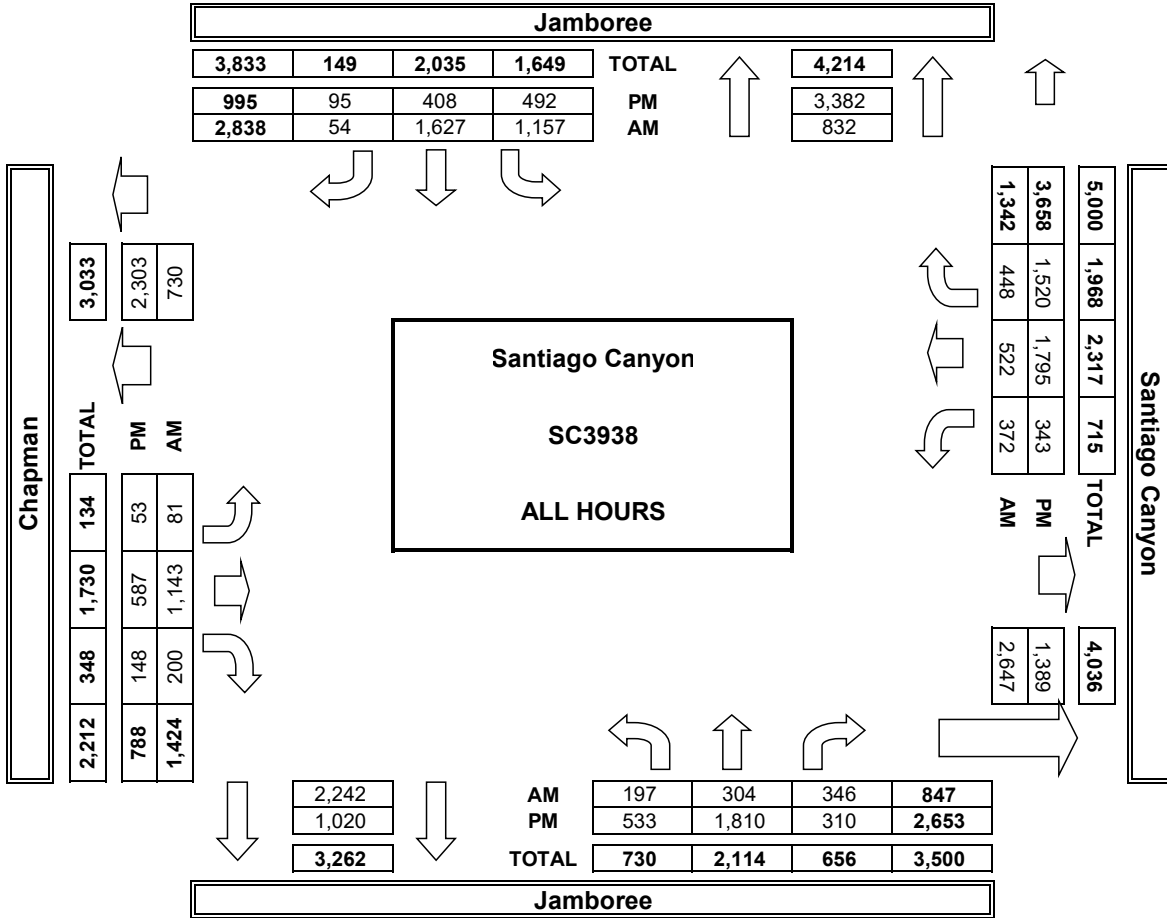 Jamboree
3,833 149 2,035 1,649 TOTAL 4,214
995 95 408 492 PM 3,382
2,838 54 1,627 1,157 AM 832
Chapman
3,033
2,303
730
TOTAL
PM
AM
134 1,730 348 2,212
53 587 148 788
81 1,143 200 1,424
Santiago Canyon
SC3938
ALL HOURS
5,000 1,968 2,317 715 TOTAL 4,036
3,658 1,520 1,795 343 PM 1,389
1,342 448 522 372 AM 2,647
Santiago Canyon
2,242 AM 197 304 346 847
1,020 PM 533 1,810 310 2,653
3,262 TOTAL 730 2,114 656 3,500
Jamboree